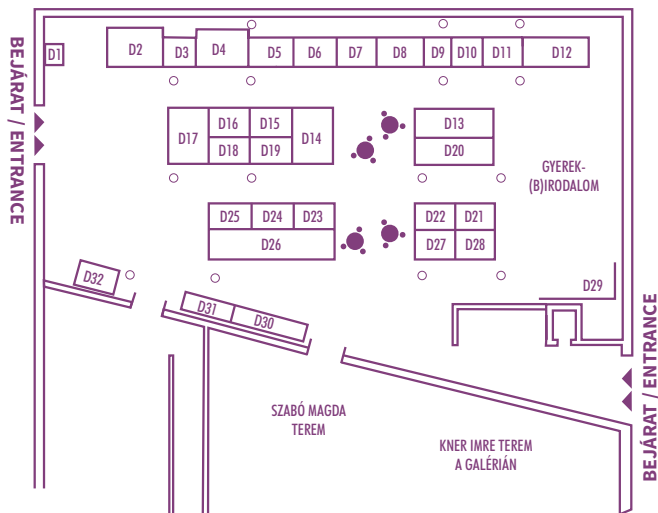 BEJÁRAT / ENTRANCE
D1
D2
D3
D4
D5
D6
D7
D8
D9
D10
D11
D12
D17
D16
D15
D14
D13
D18
D19
D20
GYEREK-
(B)IRODALOM
D25
D24
D23
D22
D21
D26
D27
D28
D32
D29
D31
D30
BEJÁRAT / ENTRANCE
SZABÓ MAGDA
TEREM
KNER IMRE TEREM
A GALÉRIÁN